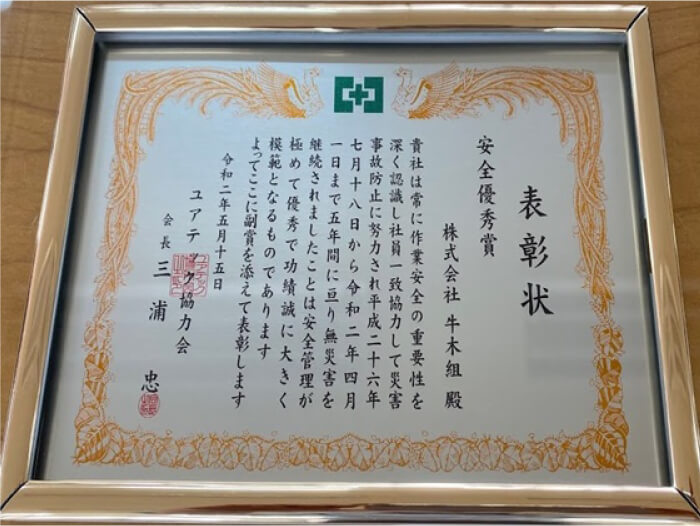 表彰状
安全優秀賞
株式会社 牛木組 殿
貴社は常に作業安全の重要性を
深く認識し社員一致協力して災害
事故防止に努力され平成二十六年
七月十八日から令和二年四月
一日まで五年間に亘り無災害を
継続されましたことは安全管理が
極めて優秀で功績誠に大きく
模範となるものであります
よってここに副賞を添えて表彰します
令和二年五月十五日
ユアテック協力会
会長 三浦 忠